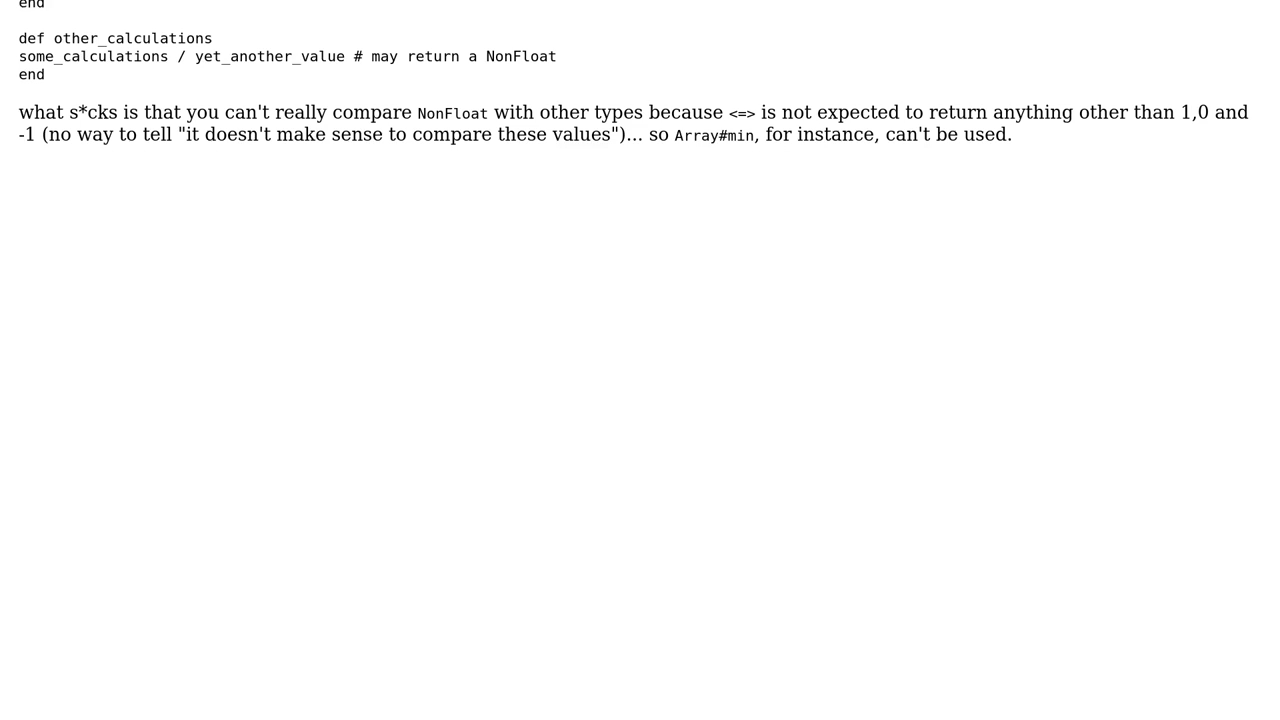 end
def other_calculations
some_calculations / yet_another_value # may return a NonFloat
end
what s*cks is that you can't really compare NonFloat with other types because <=> is not expected to return anything other than 1,0 and
-1 (no way to tell "it doesn't make sense to compare these values")... so Array#min, for instance, can't be used.